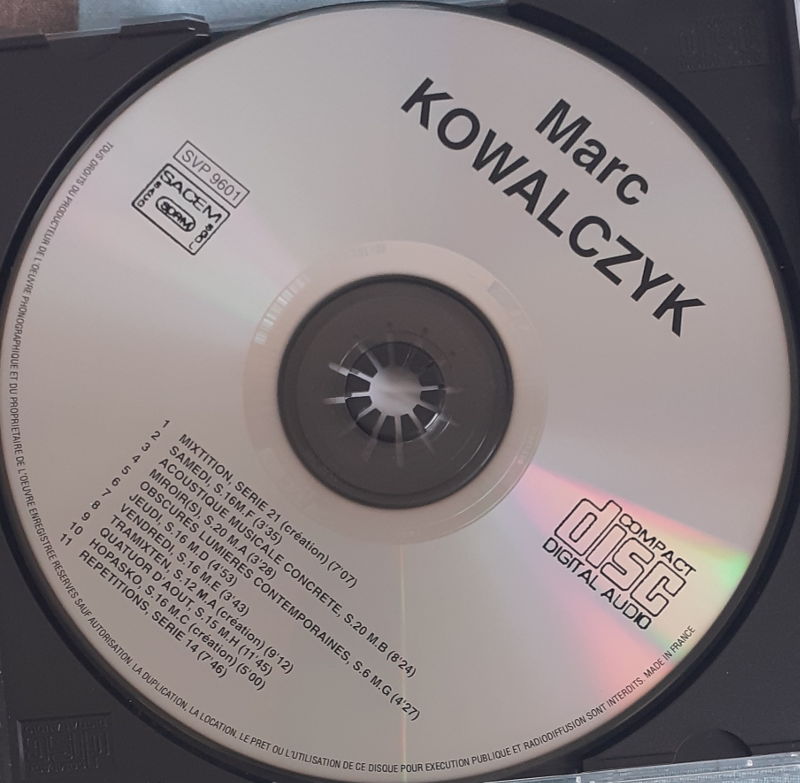 Marc
KOWALCZYK
SVP 9601
SACEM
SDRM
SACD
SGDL
1 MIXTITION, SERIE 21 (création) (7'07)
2 SAMEDI, S.16M.F (3'35)
3 ACOUSTIQUE MUSICALE CONCRETE, S.20 M.B (8'24)
4 MIROIR(S), S.20 M.A (3'28)
5 OBSCURES LUMIERES CONTEMPORAINES, S.6 M.G (4'27)
6 JEUDI, S.16 M.D (4'53)
7 VENDREDI, S.16 M.E (3'43)
8 TRAMIXTEN, S.12 M.A (création) (9'12)
9 QUATUOR D'AOUT, S.15 M.H (11'45)
10 HOPASKO, S.16 M.C (création) (5'00)
11 REPETITIONS, SERIE 14 (7'46)
COMPACT
disc
DIGITAL AUDIO
TOUS DROITS DU PRODUCTEUR DE L'OEUVRE PHONOGRAPHIQUE ET DU PROPRIETAIRE DE L'OEUVRE ENREGISTREE RESERVES SAUF AUTORISATION, LA DUPLICATION, LA LOCATION, LE PRET OU L'UTILISATION DE CE DISQUE POUR EXECUTION PUBLIQUE ET RADIODIFFUSION SONT INTERDITS. MADE IN FRANCE